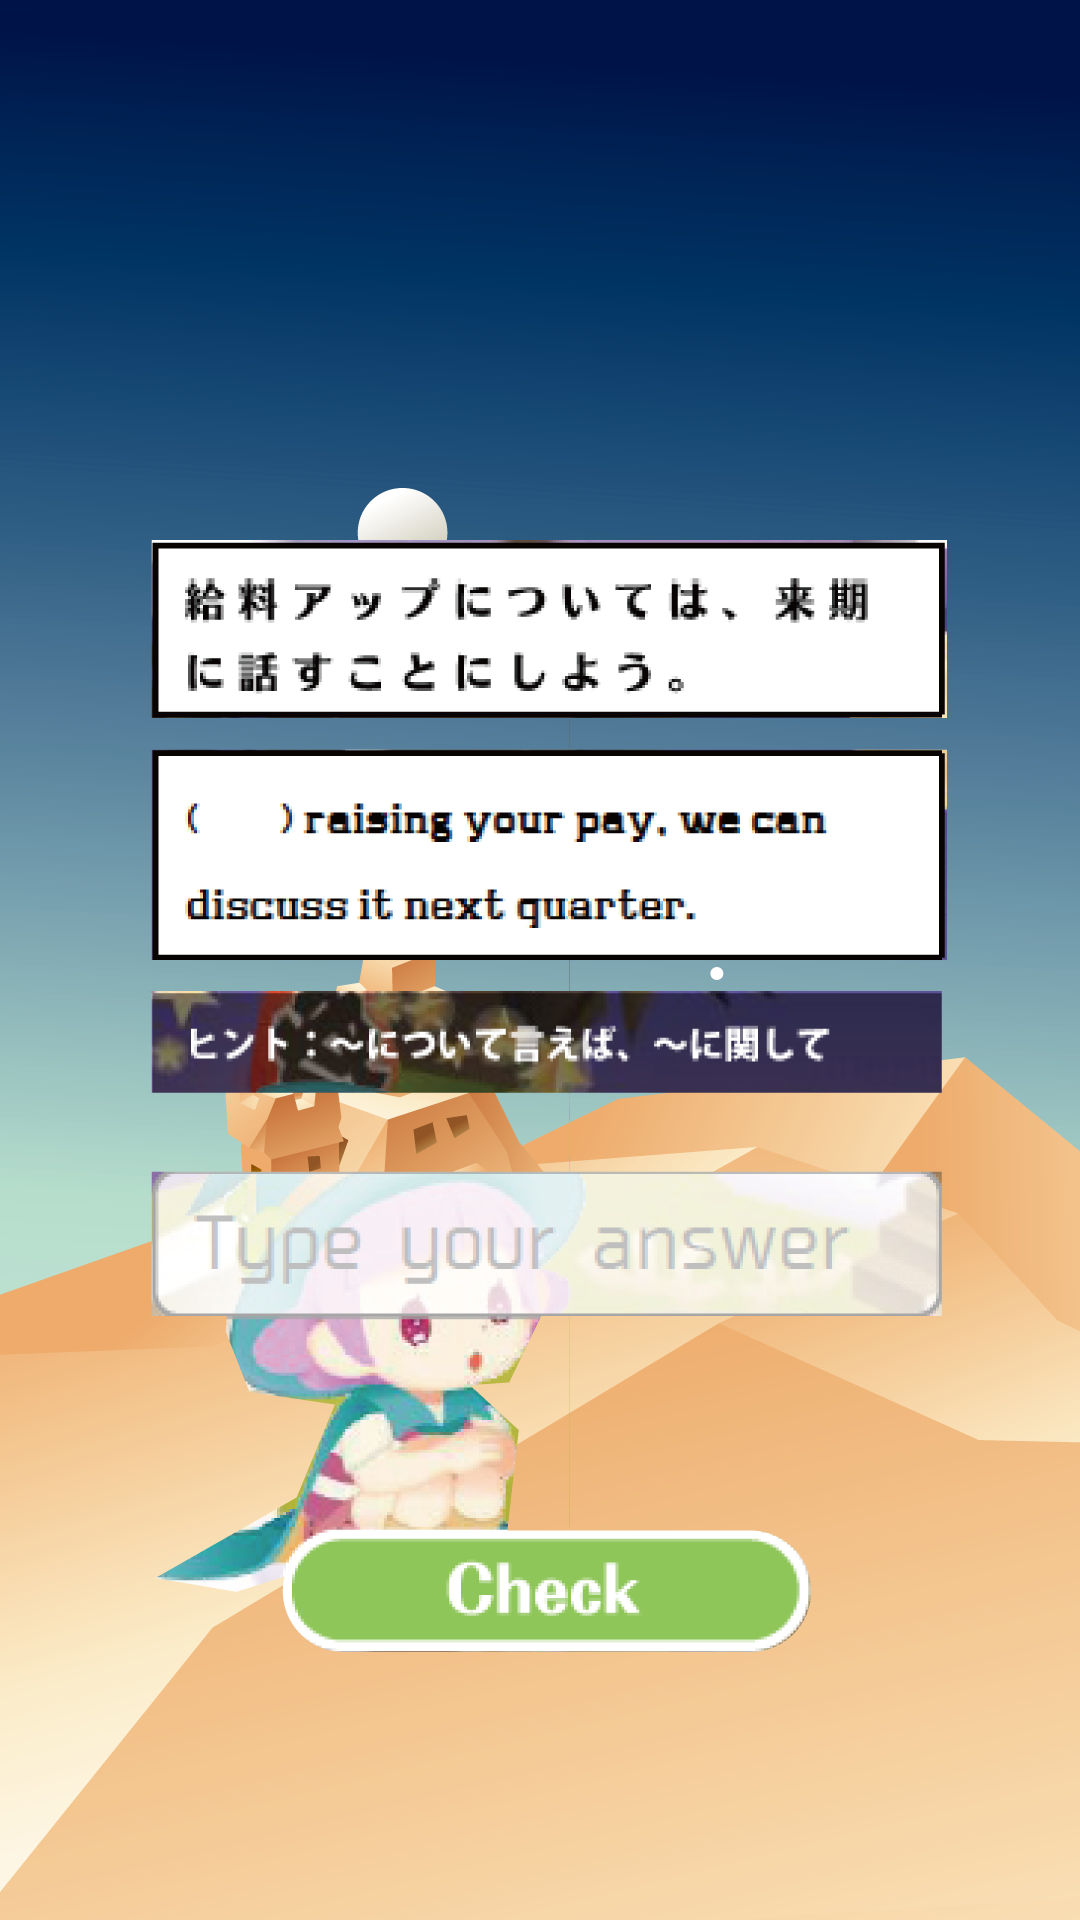 給料アップについては、来期
に話すことにしよう。
(　　) raising your pay, we can
discuss it next quarter.
ヒント：～について言えば、～に関して
Type your answer
Check